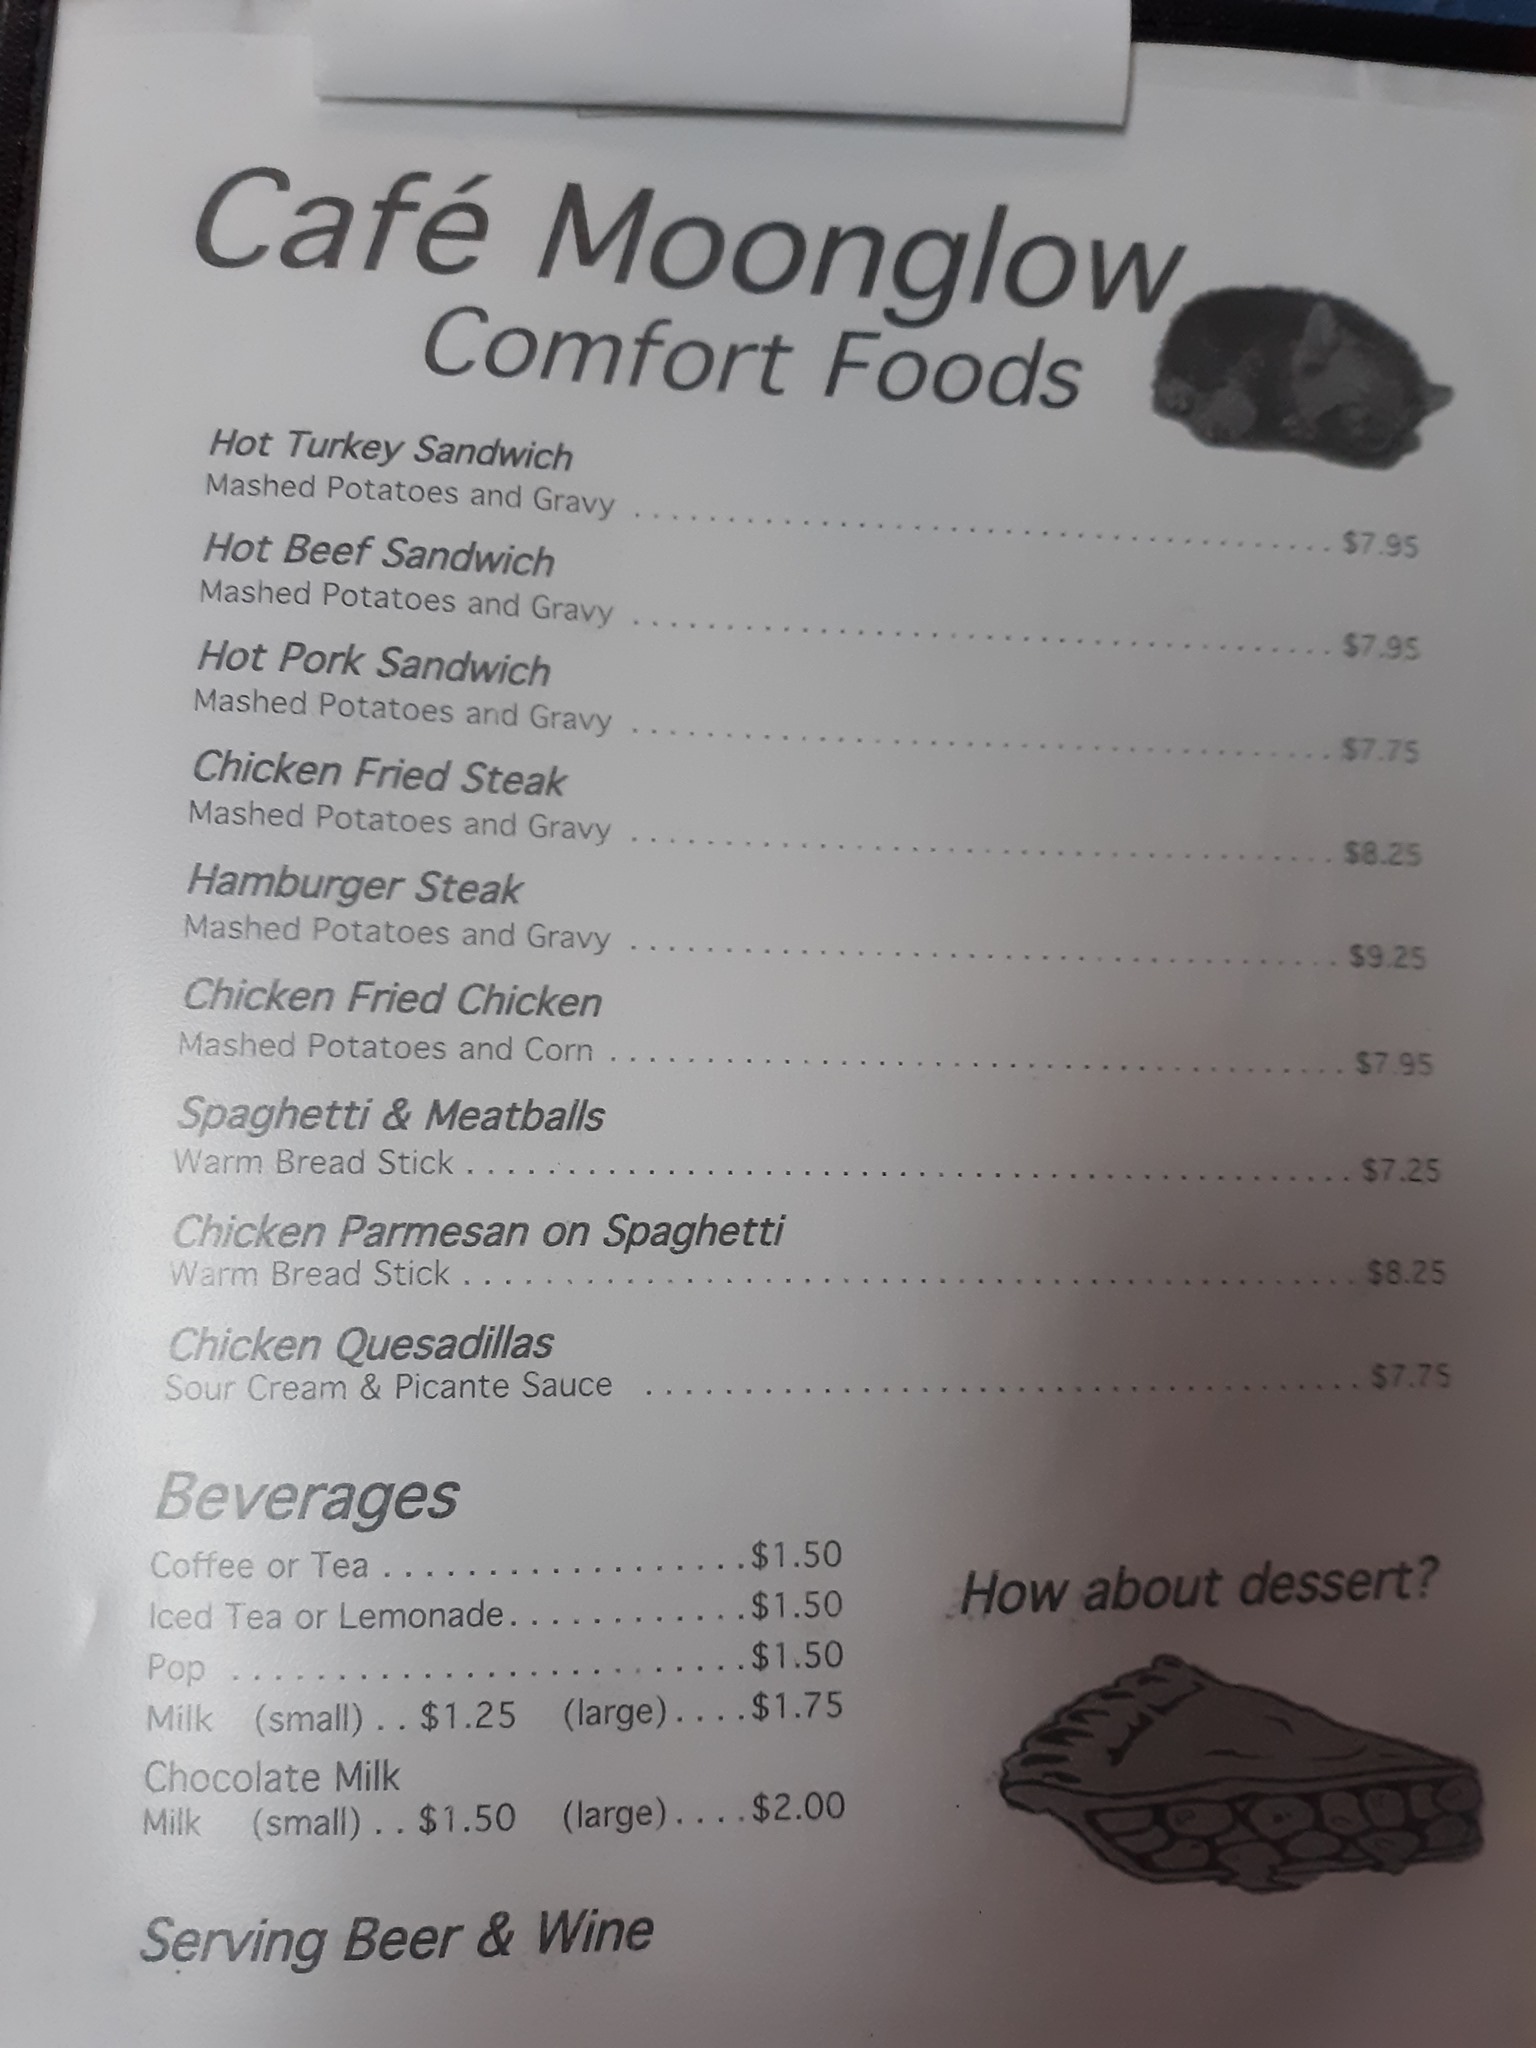 Café Moonglow
Comfort Foods
Hot Turkey Sandwich
Mashed Potatoes and Gravy ........................................ $7.95
Hot Beef Sandwich
Mashed Potatoes and Gravy ........................................ $7.95
Hot Pork Sandwich
Mashed Potatoes and Gravy ........................................ $7.75
Chicken Fried Steak
Mashed Potatoes and Gravy ........................................ $8.25
Hamburger Steak
Mashed Potatoes and Gravy ........................................ $9.25
Chicken Fried Chicken
Mashed Potatoes and Corn ........................................ $7.95
Spaghetti & Meatballs
Warm Bread Stick ................................................ $7.25
Chicken Parmesan on Spaghetti
Warm Bread Stick ................................................ $8.25
Chicken Quesadillas
Sour Cream & Picante Sauce ...................................... $7.75
Beverages
Coffee or Tea ...................$1.50
Iced Tea or Lemonade............$1.50
Pop .........................$1.50
Milk (small) .. $1.25 (large)....$1.75
Chocolate Milk
Milk (small) .. $1.50 (large)....$2.00
How about dessert?
Serving Beer & Wine